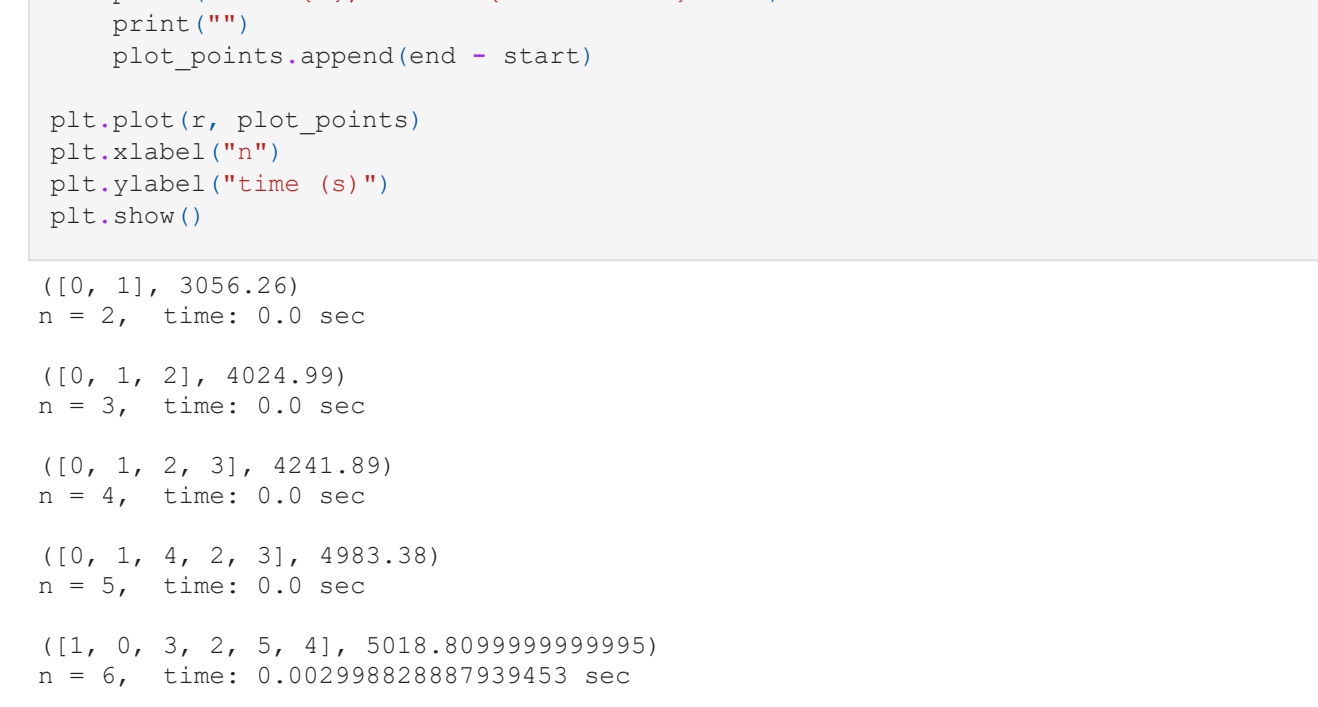 print("")
plot_points.append(end - start)
plt.plot(r, plot_points)
plt.xlabel("n")
plt.ylabel("time (s)")
plt.show()
([0, 1], 3056.26)
n = 2,  time: 0.0 sec
([0, 1, 2], 4024.99)
n = 3,  time: 0.0 sec
([0, 1, 2, 3], 4241.89)
n = 4,  time: 0.0 sec
([0, 1, 4, 2, 3], 4983.38)
n = 5,  time: 0.0 sec
([1, 0, 3, 2, 5, 4], 5018.8099999999995)
n = 6,  time: 0.002998828887939453 sec